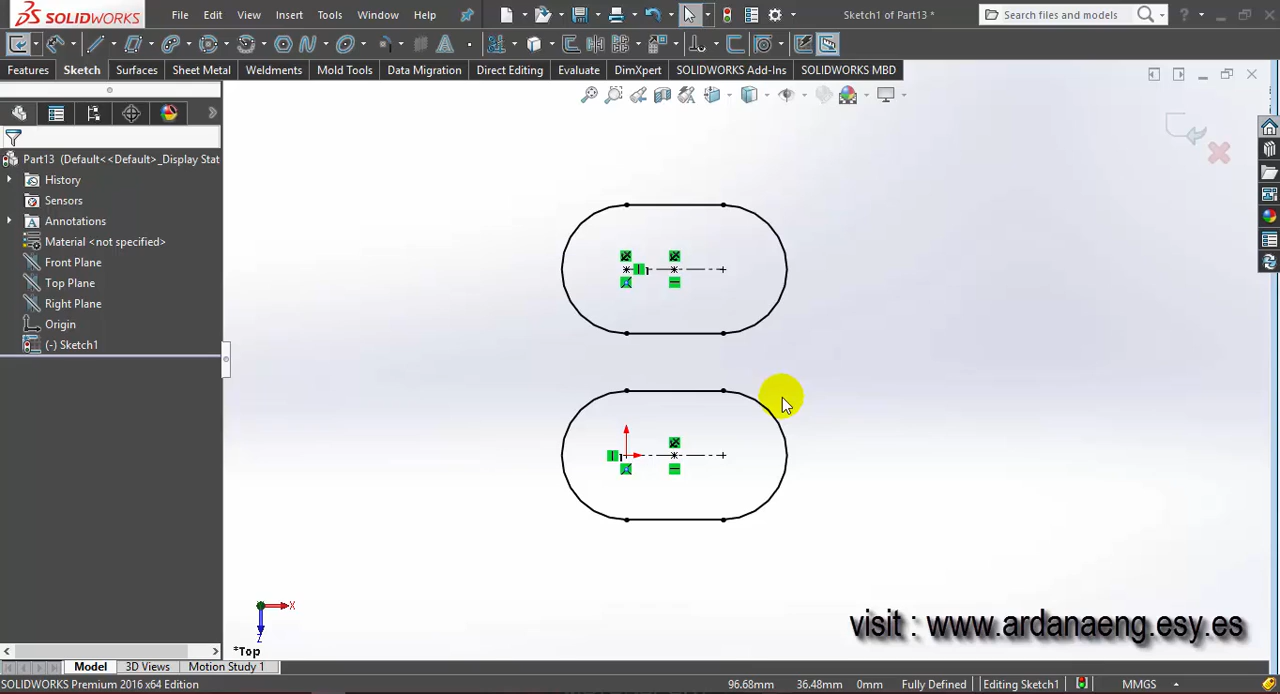 SOLIDWORKS File Edit View Insert Tools Window Help Sketch1 of Part13 * Search files and models ?
Features Sketch Surfaces Sheet Metal Weldments Mold Tools Data Migration Direct Editing Evaluate DimXpert SOLIDWORKS Add-Ins SOLIDWORKS MBD
Part13 (Default<<Default>_Display Stat
History
Sensors
Annotations
Material <not specified>
Front Plane
Top Plane
Right Plane
Origin
(-) Sketch1
1
1
X
Z
*Top
visit : www.ardanaeng.esy.es
Model 3D Views Motion Study 1
SOLIDWORKS Premium 2016 x64 Edition 96.68mm 36.48mm 0mm Fully Defined Editing Sketch1 MMGS